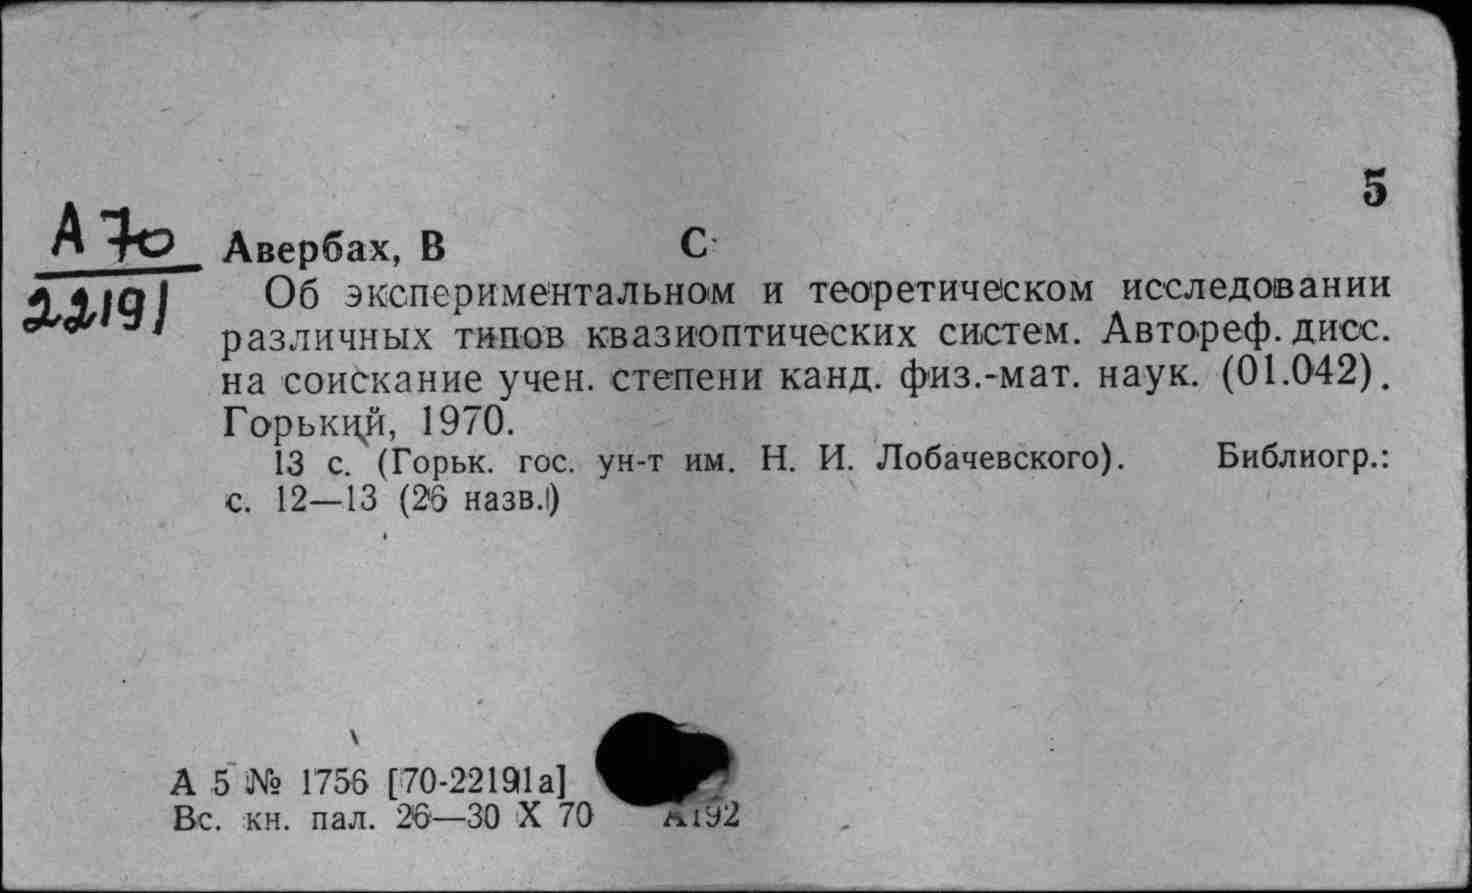 5
А 70
22191
Авербах, В С
Об экспериментальном и теоретическом исследовании
различных типов квазиоптических систем. Автореф. дисс.
на соискание учен. степени канд. физ.-мат. наук. (01.042).
Горький, 1970.
13 с. (Горьк. гос. ун-т им. Н. И. Лобачевского). Библиогр.:
с. 12—13 (26 назв.)
А 5 № 1756 [70-22191а]
Вс. кн. пал. 26—30 X 70 А192